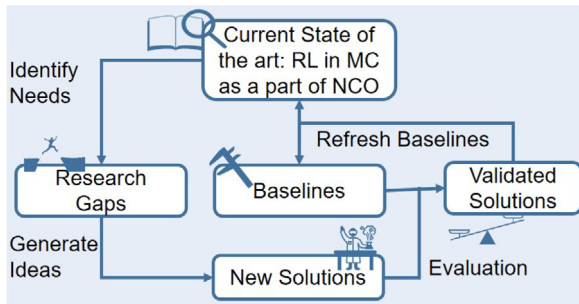 Current State of
the art: RL in MC
as a part of NCO
Identify
Needs
Refresh Baselines
Research
Gaps
Baselines
Validated
Solutions
Generate
Ideas
New Solutions
Evaluation